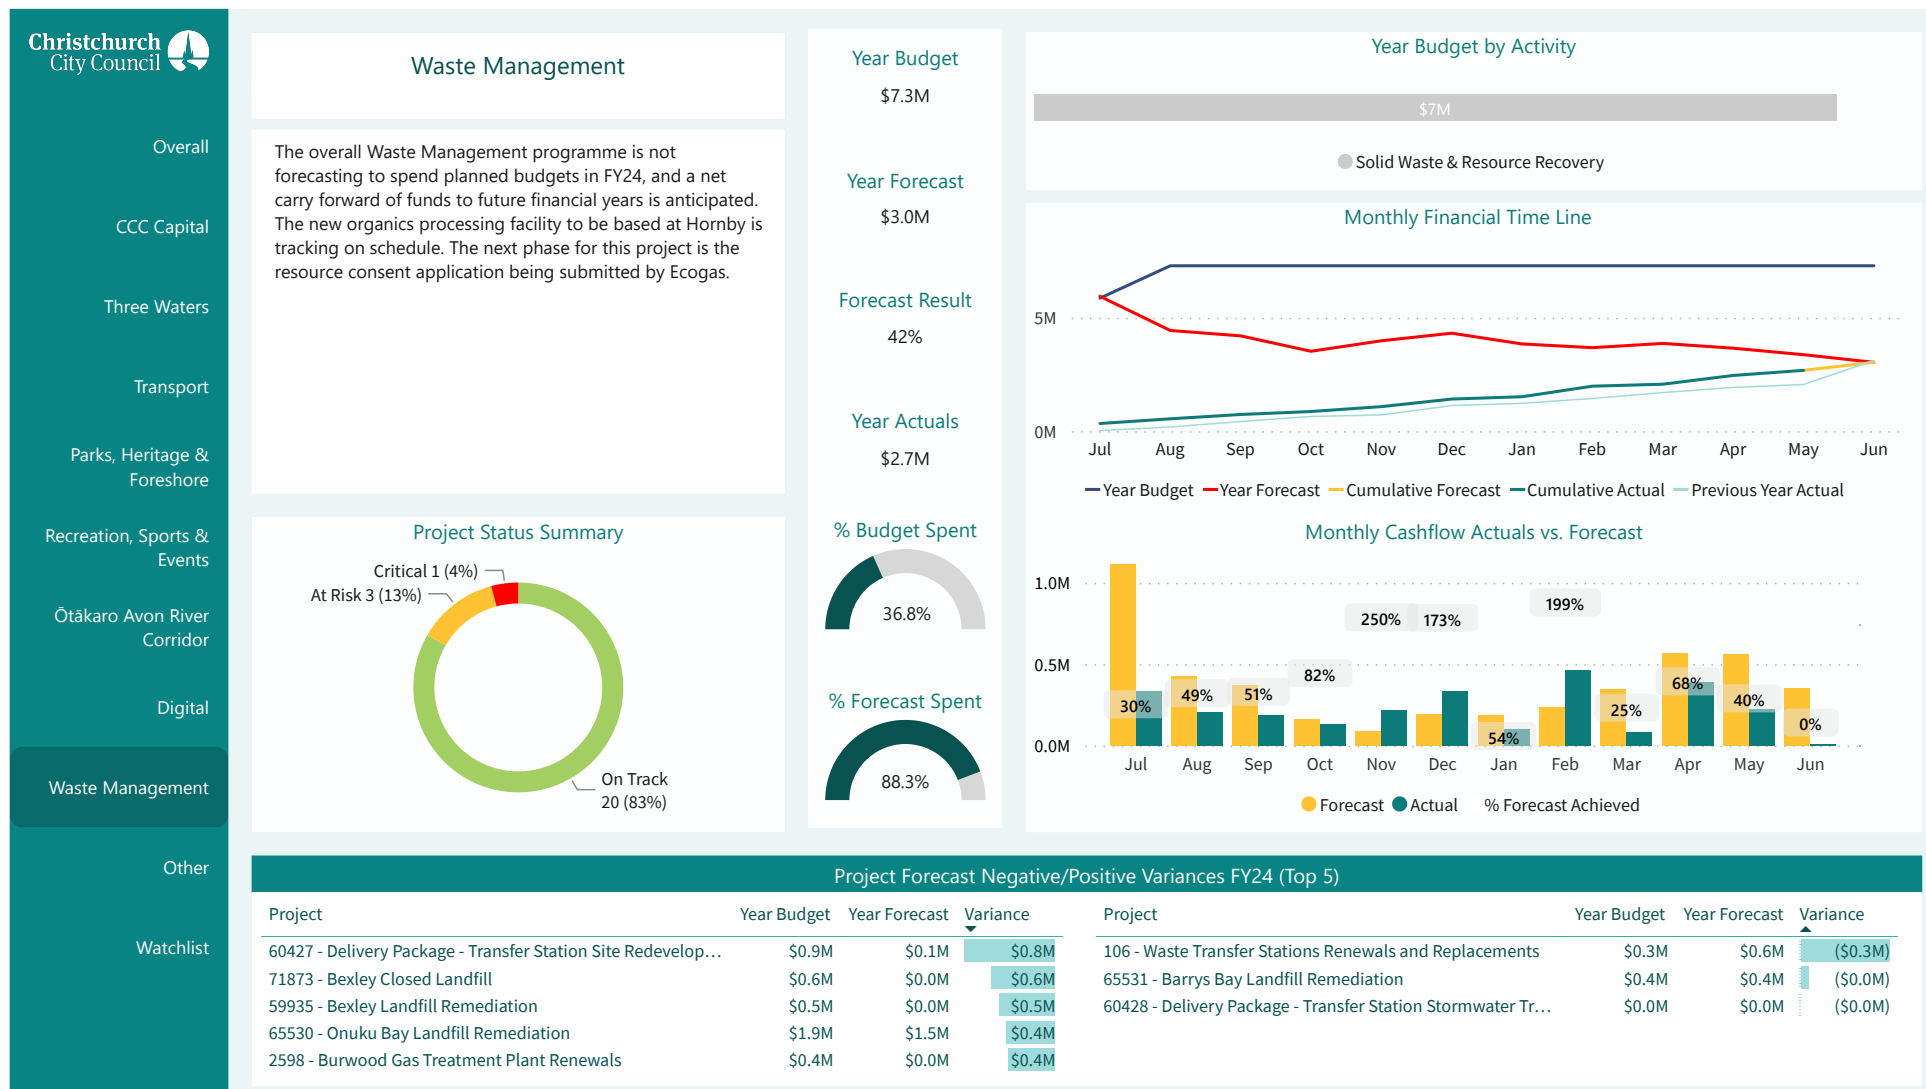 Christchurch
City Council
Overall
CCC Capital
Three Waters
Transport
Parks, Heritage &
Foreshore
Recreation, Sports &
Events
Ōtākaro Avon River
Corridor
Digital
Waste Management
Other
Watchlist
Waste Management
The overall Waste Management programme is not
forecasting to spend planned budgets in FY24, and a net
carry forward of funds to future financial years is anticipated.
The new organics processing facility to be based at Hornby is
tracking on schedule. The next phase for this project is the
resource consent application being submitted by Ecogas.
Project Status Summary
Critical 1 (4%)
At Risk 3 (13%)
On Track
20 (83%)
Year Budget
$7.3M
Year Forecast
$3.0M
Forecast Result
42%
Year Actuals
$2.7M
% Budget Spent
36.8%
% Forecast Spent
88.3%
Year Budget by Activity
$7M
Solid Waste & Resource Recovery
Monthly Financial Time Line
5M
0M
Jul Aug Sep Oct Nov Dec Jan Feb Mar Apr May Jun
Year Budget Year Forecast Cumulative Forecast Cumulative Actual Previous Year Actual
Monthly Cashflow Actuals vs. Forecast
1.0M
0.5M
0.0M
30% 49% 51% 82% 250% 173% 54% 199% 25% 68% 40% 0%
Jul Aug Sep Oct Nov Dec Jan Feb Mar Apr May Jun
Forecast Actual % Forecast Achieved
Project Forecast Negative/Positive Variances FY24 (Top 5)
Project Year Budget Year Forecast Variance
60427 - Delivery Package - Transfer Station Site Redevelop… $0.9M $0.1M $0.8M
71873 - Bexley Closed Landfill $0.6M $0.0M $0.6M
59935 - Bexley Landfill Remediation $0.5M $0.0M $0.5M
65530 - Onuku Bay Landfill Remediation $1.9M $1.5M $0.4M
2598 - Burwood Gas Treatment Plant Renewals $0.4M $0.0M $0.4M
Project Year Budget Year Forecast Variance
106 - Waste Transfer Stations Renewals and Replacements $0.3M $0.6M ($0.3M)
65531 - Barrys Bay Landfill Remediation $0.4M $0.4M ($0.0M)
60428 - Delivery Package - Transfer Station Stormwater Tr… $0.0M $0.0M ($0.0M)